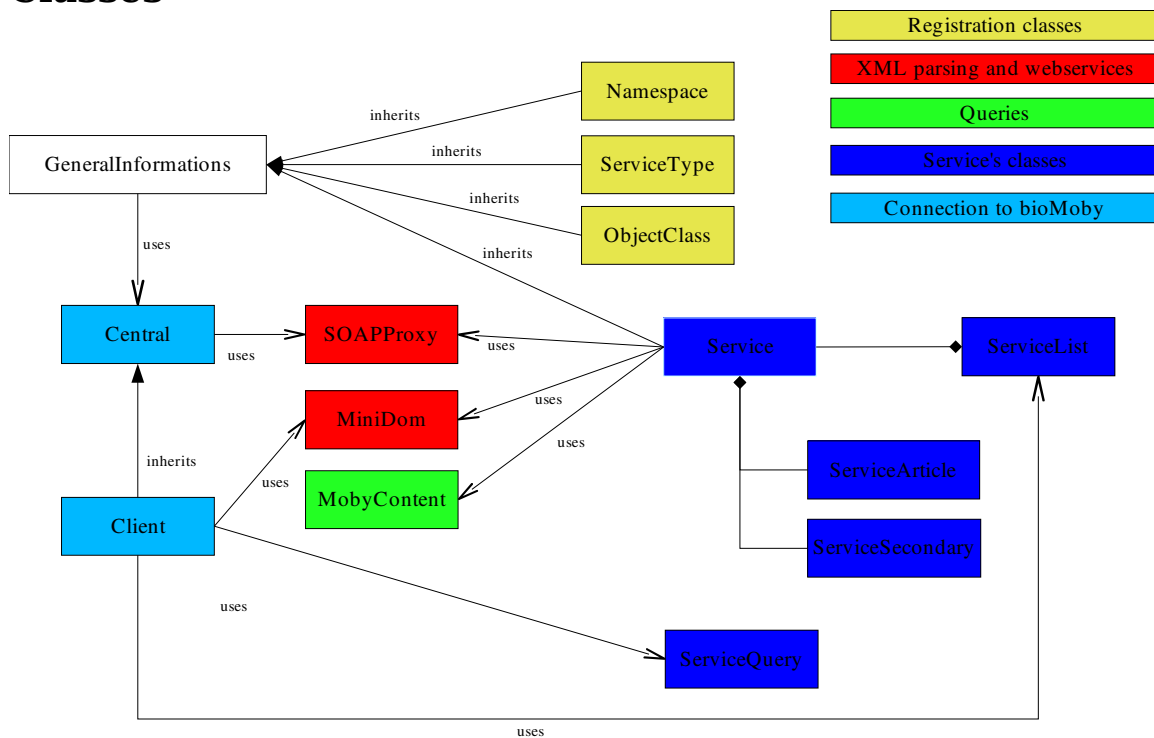 Classes
Registration classes
XML parsing and webservices
Queries
Service's classes
Connection to bioMoby
Namespace
inherits
GeneralInformations
inherits
ServiceType
inherits
ObjectClass
uses
inherits
Central
uses
SOAPProxy
uses
Service
ServiceList
MiniDom
uses
uses
inherits
uses
MobyContent
ServiceArticle
Client
ServiceSecondary
uses
ServiceQuery
uses